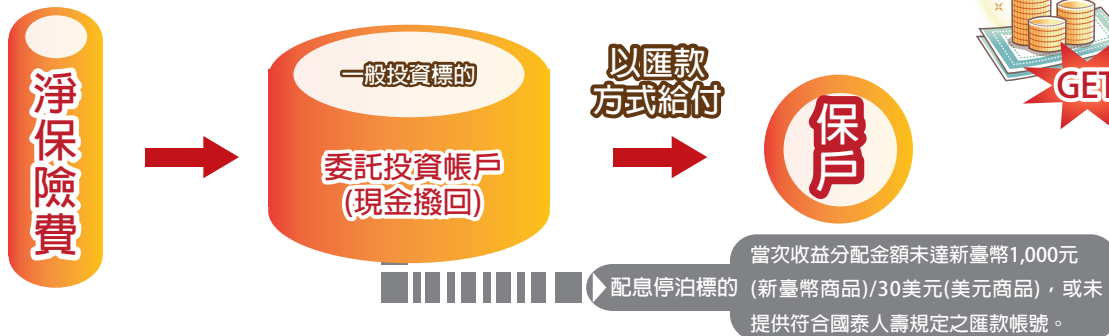 淨保險費
一般投資標的
委託投資帳戶
(現金撥回)
以匯款
方式給付
保戶
GET
配息停泊標的
當次收益分配金額未達新臺幣1,000元
(新臺幣商品)/30美元(美元商品)，或未
提供符合國泰人壽規定之匯款帳號。